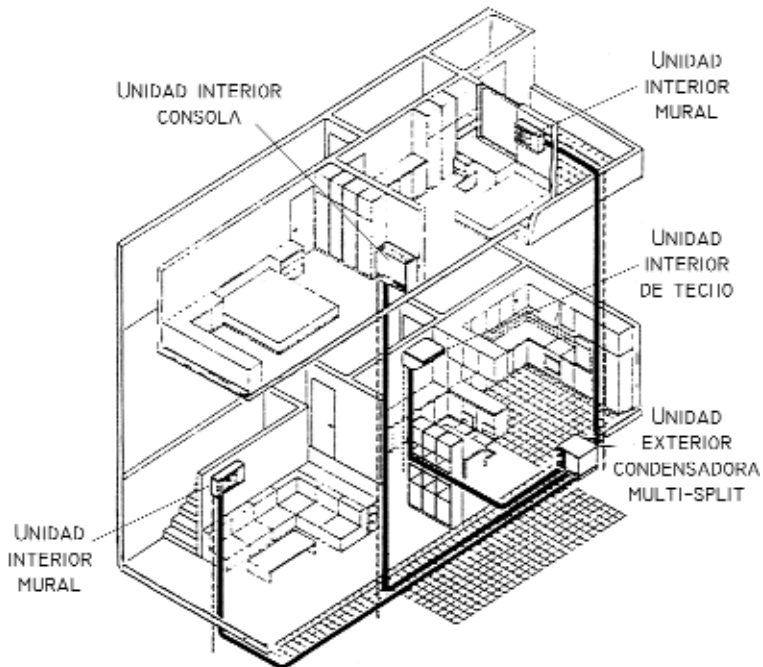 UNIDAD INTERIOR
CONSOLA
UNIDAD
INTERIOR
MURAL
UNIDAD
INTERIOR
DE TECHO
UNIDAD
EXTERIOR
CONDENSADORA
MULTI-SPLIT
UNIDAD
INTERIOR
MURAL